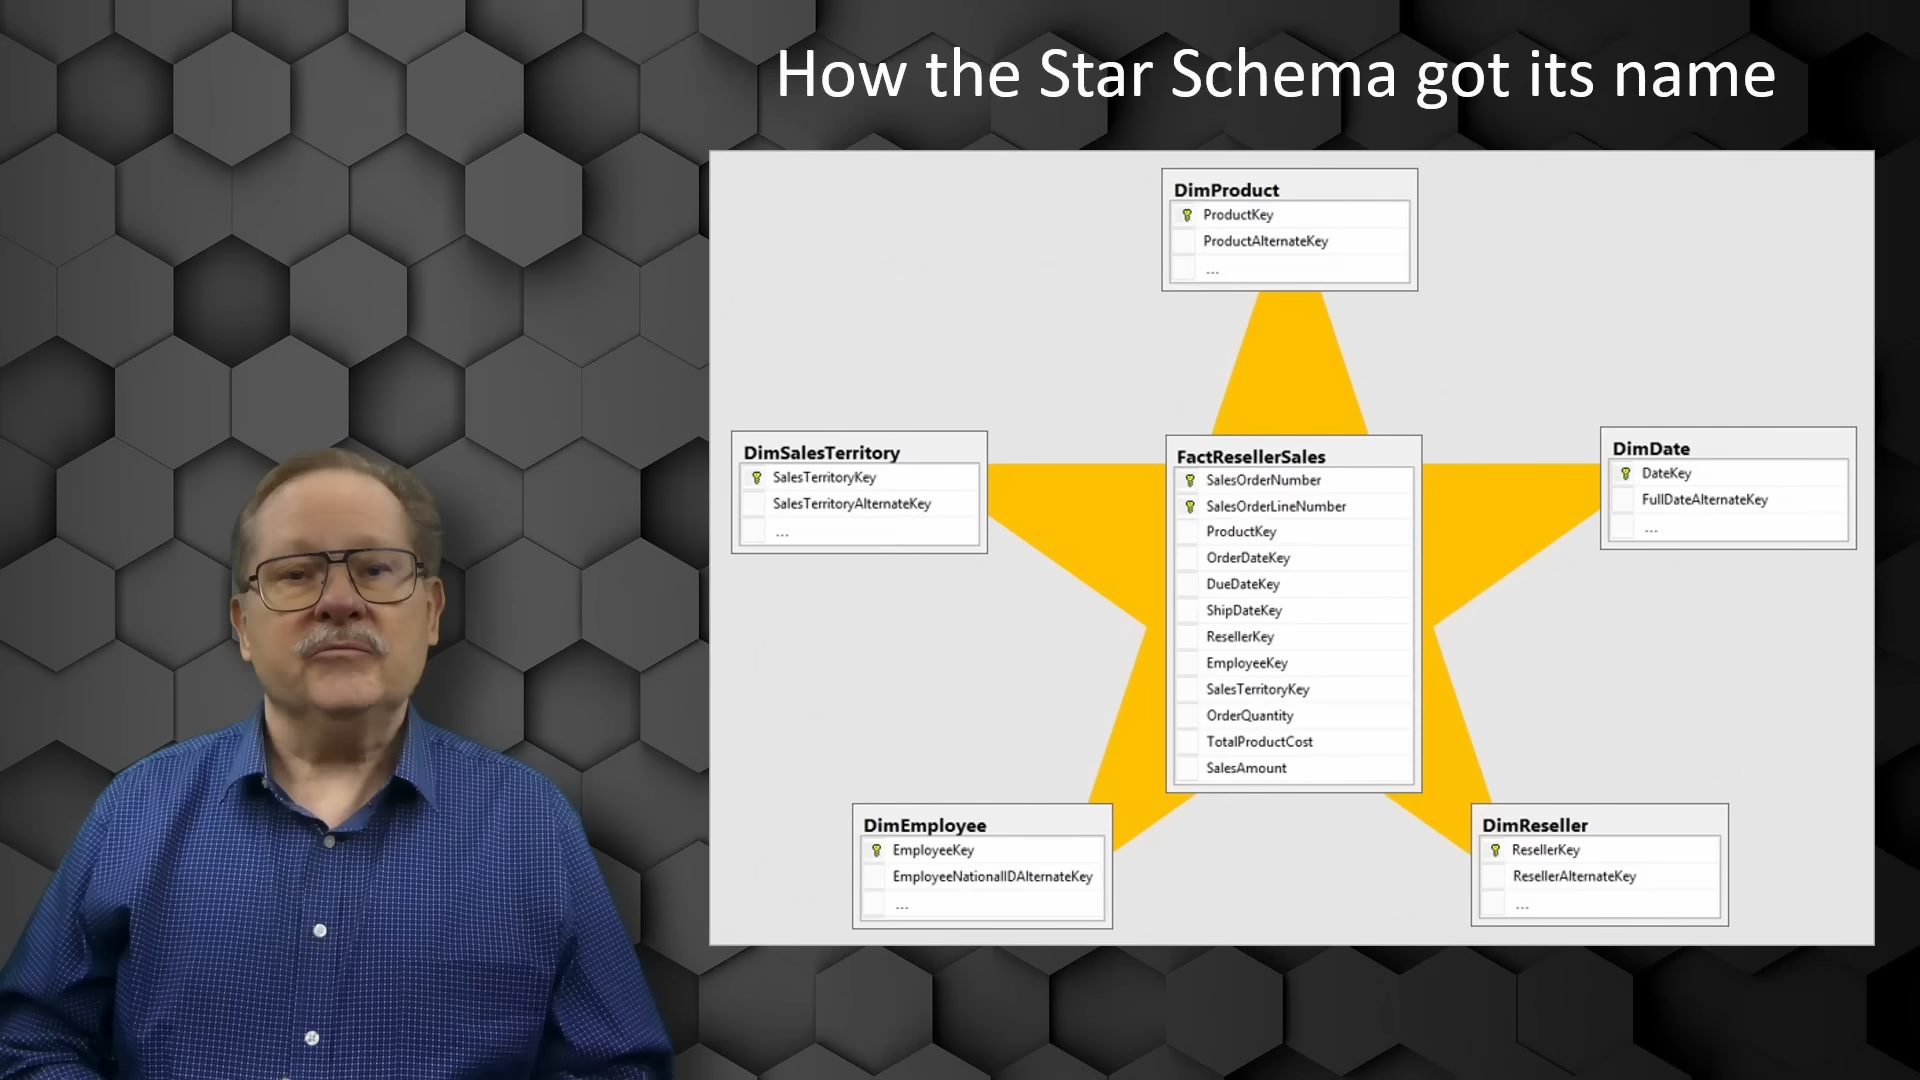 How the Star Schema got its name
DimProduct
ProductKey
ProductAlternateKey
...
DimSalesTerritory
SalesTerritoryKey
SalesTerritoryAlternateKey
...
FactResellerSales
SalesOrderNumber
SalesOrderLineNumber
ProductKey
OrderDateKey
DueDateKey
ShipDateKey
ResellerKey
EmployeeKey
SalesTerritoryKey
OrderQuantity
TotalProductCost
SalesAmount
DimDate
DateKey
FullDateAlternateKey
...
DimEmployee
EmployeeKey
EmployeeNationalIDAlternateKey
...
DimReseller
ResellerKey
ResellerAlternateKey
...